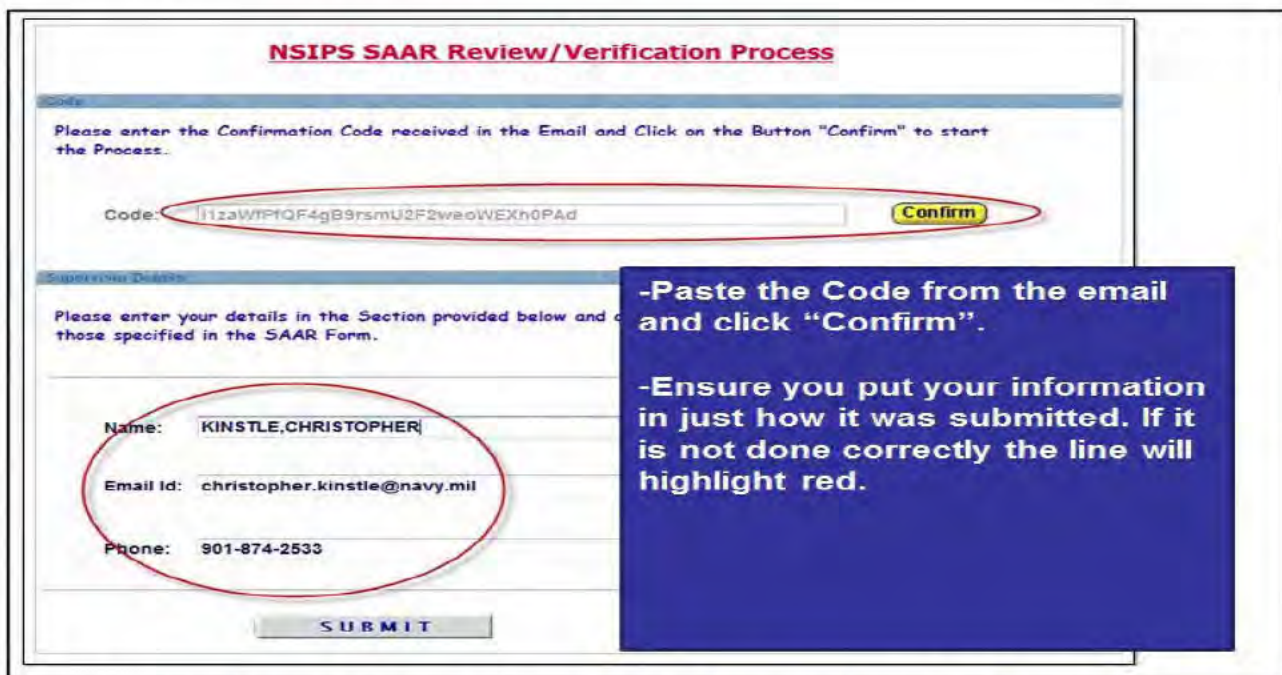 NSIPS SAAR Review/Verification Process
Code
Please enter the Confirmation Code received in the Email and Click on the Button "Confirm" to start
the Process.
Code:
Confirm
Supervisor Details
Please enter your details in the Section provided below and
those specified in the SAAR Form.
Name: KINSTLE,CHRISTOPHER
Email Id: christopher.kinstle@navy.mil
Phone: 901-874-2533
SUBMIT
-Paste the Code from the email
and click “Confirm”.
-Ensure you put your information
in just how it was submitted. If it
is not done correctly the line will
highlight red.